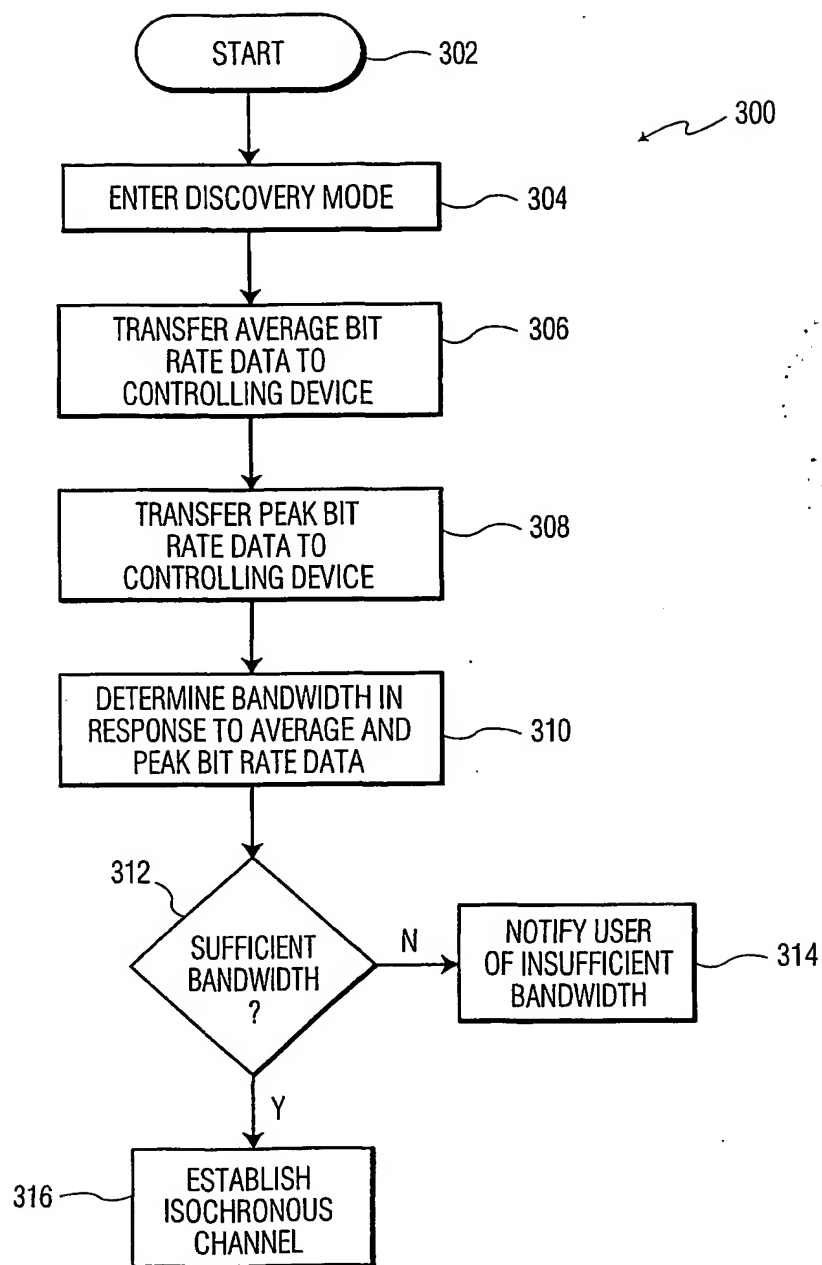 START
302
300
ENTER DISCOVERY MODE
304
TRANSFER AVERAGE BIT
RATE DATA TO
CONTROLLING DEVICE
306
TRANSFER PEAK BIT
RATE DATA TO
CONTROLLING DEVICE
308
DETERMINE BANDWIDTH IN
RESPONSE TO AVERAGE AND
PEAK BIT RATE DATA
310
312
SUFFICIENT
BANDWIDTH
?
N
NOTIFY USER
OF INSUFFICIENT
BANDWIDTH
314
Y
316
ESTABLISH
ISOCHRONOUS
CHANNEL